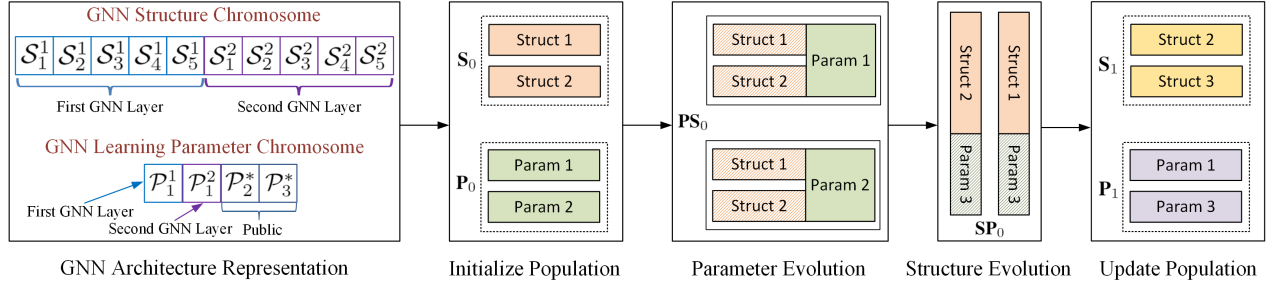 GNN Structure Chromosome
𝒮₁¹ 𝒮₂¹ 𝒮₃¹ 𝒮₄¹ 𝒮₅¹ 𝒮₁² 𝒮₂² 𝒮₃² 𝒮₄² 𝒮₅²
First GNN Layer Second GNN Layer
GNN Learning Parameter Chromosome
𝒫₁¹ 𝒫₁² 𝒫₂* 𝒫₃*
First GNN Layer
Second GNN Layer
Public
GNN Architecture Representation
S₀
Struct 1
Struct 2
P₀
Param 1
Param 2
Initialize Population
PS₀
Struct 1
Struct 2
Param 1
Struct 1
Struct 2
Param 2
Parameter Evolution
Struct 2
Param 3
Struct 1
Param 3
SP₀
Structure Evolution
S₁
Struct 2
Struct 3
P₁
Param 1
Param 3
Update Population